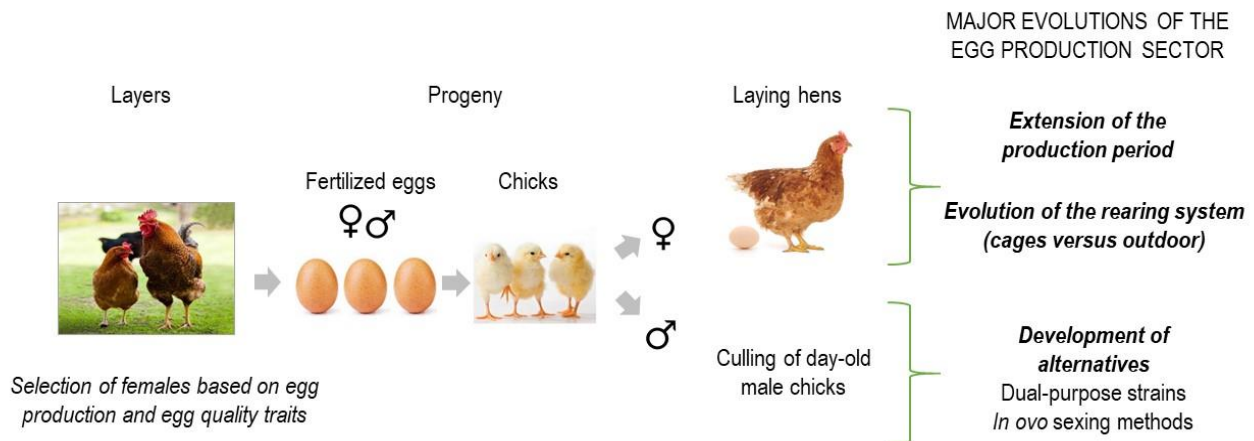 MAJOR EVOLUTIONS OF THE
EGG PRODUCTION SECTOR
Layers
Progeny
Laying hens
Fertilized eggs
Chicks
♀♂
♀
♂
Extension of the
production period
Evolution of the rearing system
(cages versus outdoor)
Selection of females based on egg
production and egg quality traits
Culling of day-old
male chicks
Development of
alternatives
Dual-purpose strains
In ovo sexing methods